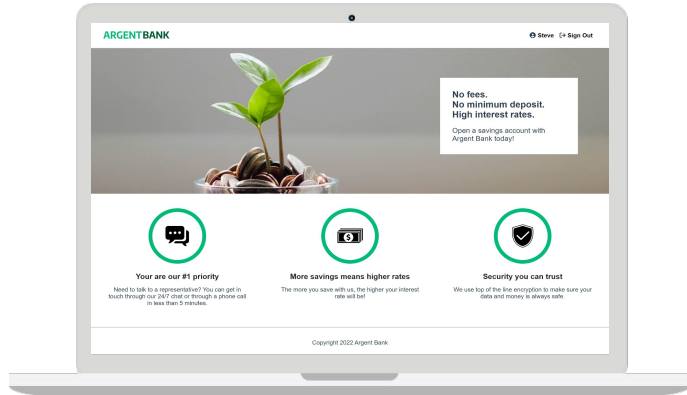 ARGENTBANK
Steve Sign Out
No fees.
No minimum deposit.
High interest rates.
Open a savings account with
Argent Bank today!
Your are our #1 priority
Need to talk to a representative? You can get in
touch through our 24/7 chat or through a phone call
in less than 5 minutes.
More savings means higher rates
The more you save with us, the higher your interest
rate will be!
Security you can trust
We use top of the line encryption to make sure your
data and money is always safe
Copyright 2022 Argent Bank